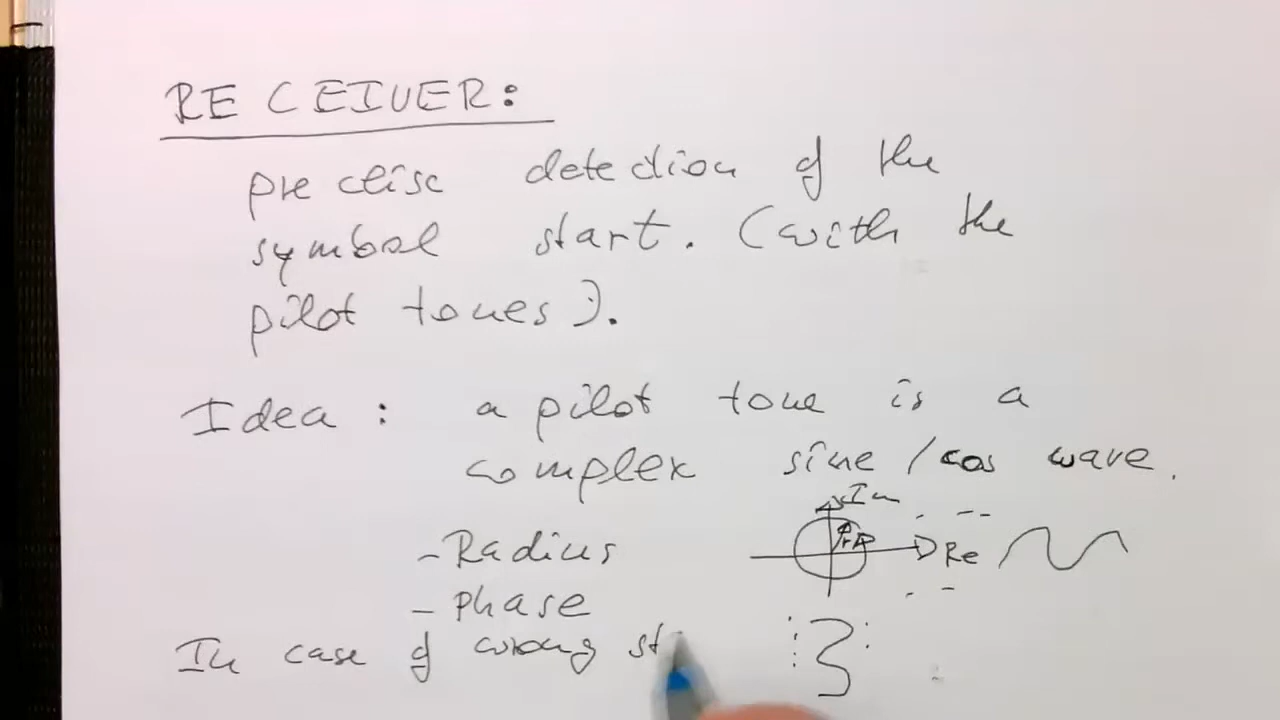 RECEIVER:
precise detection of the
symbol start. (with the
pilot tones).
Idea: a pilot tone is a
complex sine/cos wave.
Im
- Radius
Re
- Phase
In case of wrong st